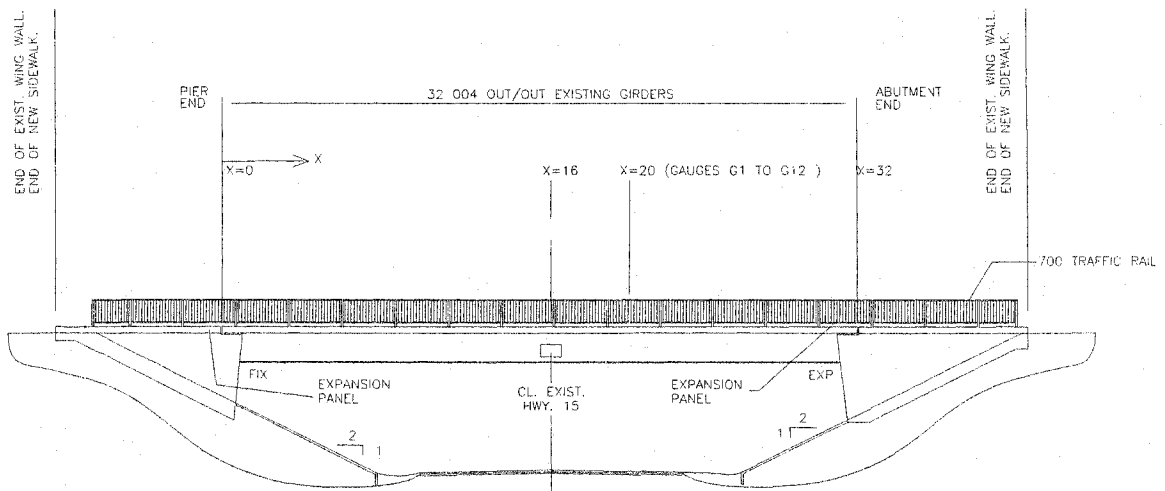 END OF EXIST. WING WALL.
END OF NEW SIDEWALK.
PIER
END
32 004 OUT/OUT EXISTING GIRDERS
ABUTMENT
END
END OF EXIST. WING WALL.
END OF NEW SIDEWALK.
X
X=0
X=16
X=20 (GAUGES G1 TO G12 )
X=32
700 TRAFFIC RAIL
FIX
EXPANSION
PANEL
CL. EXIST.
HWY. 15
EXPANSION
PANEL
EXP
2
1
2
1